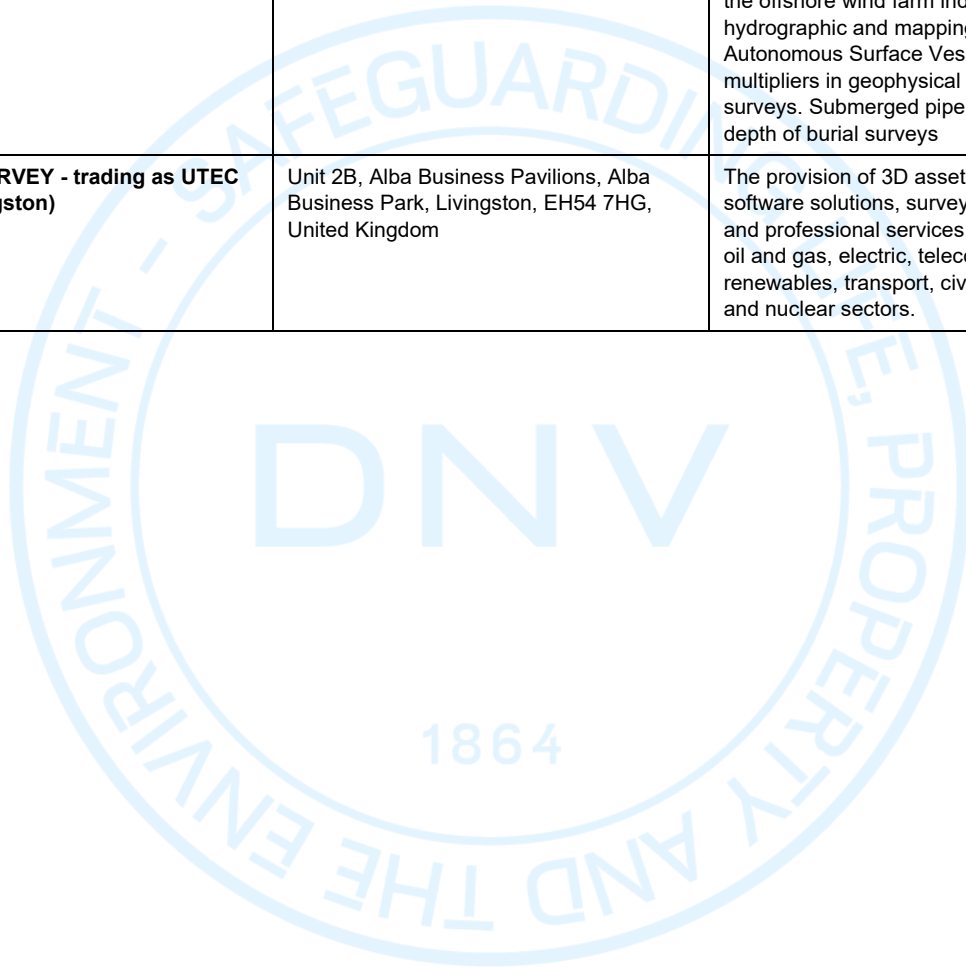 the offshore wind farm ind
hydrographic and mapping
Autonomous Surface Ves
multipliers in geophysical
surveys. Submerged pipe
depth of burial surveys
RVEY - trading as UTEC
gston)
Unit 2B, Alba Business Pavilions, Alba
Business Park, Livingston, EH54 7HG,
United Kingdom
The provision of 3D asset
software solutions, survey
and professional services
oil and gas, electric, telec
renewables, transport, civ
and nuclear sectors.
SAFEGUARDING LIFE, PROPERTY AND THE ENVIRONMENT -
DNV
1864